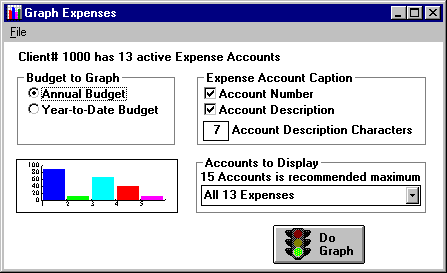 Graph Expenses
File
Client# 1000 has 13 active Expense Accounts
Budget to Graph
Annual Budget
Year-to-Date Budget
Expense Account Caption
Account Number
Account Description
7 Account Description Characters
100
80
60
40
20
0
1 2 3 4 5
Accounts to Display
15 Accounts is recommended maximum
All 13 Expenses
Do
Graph